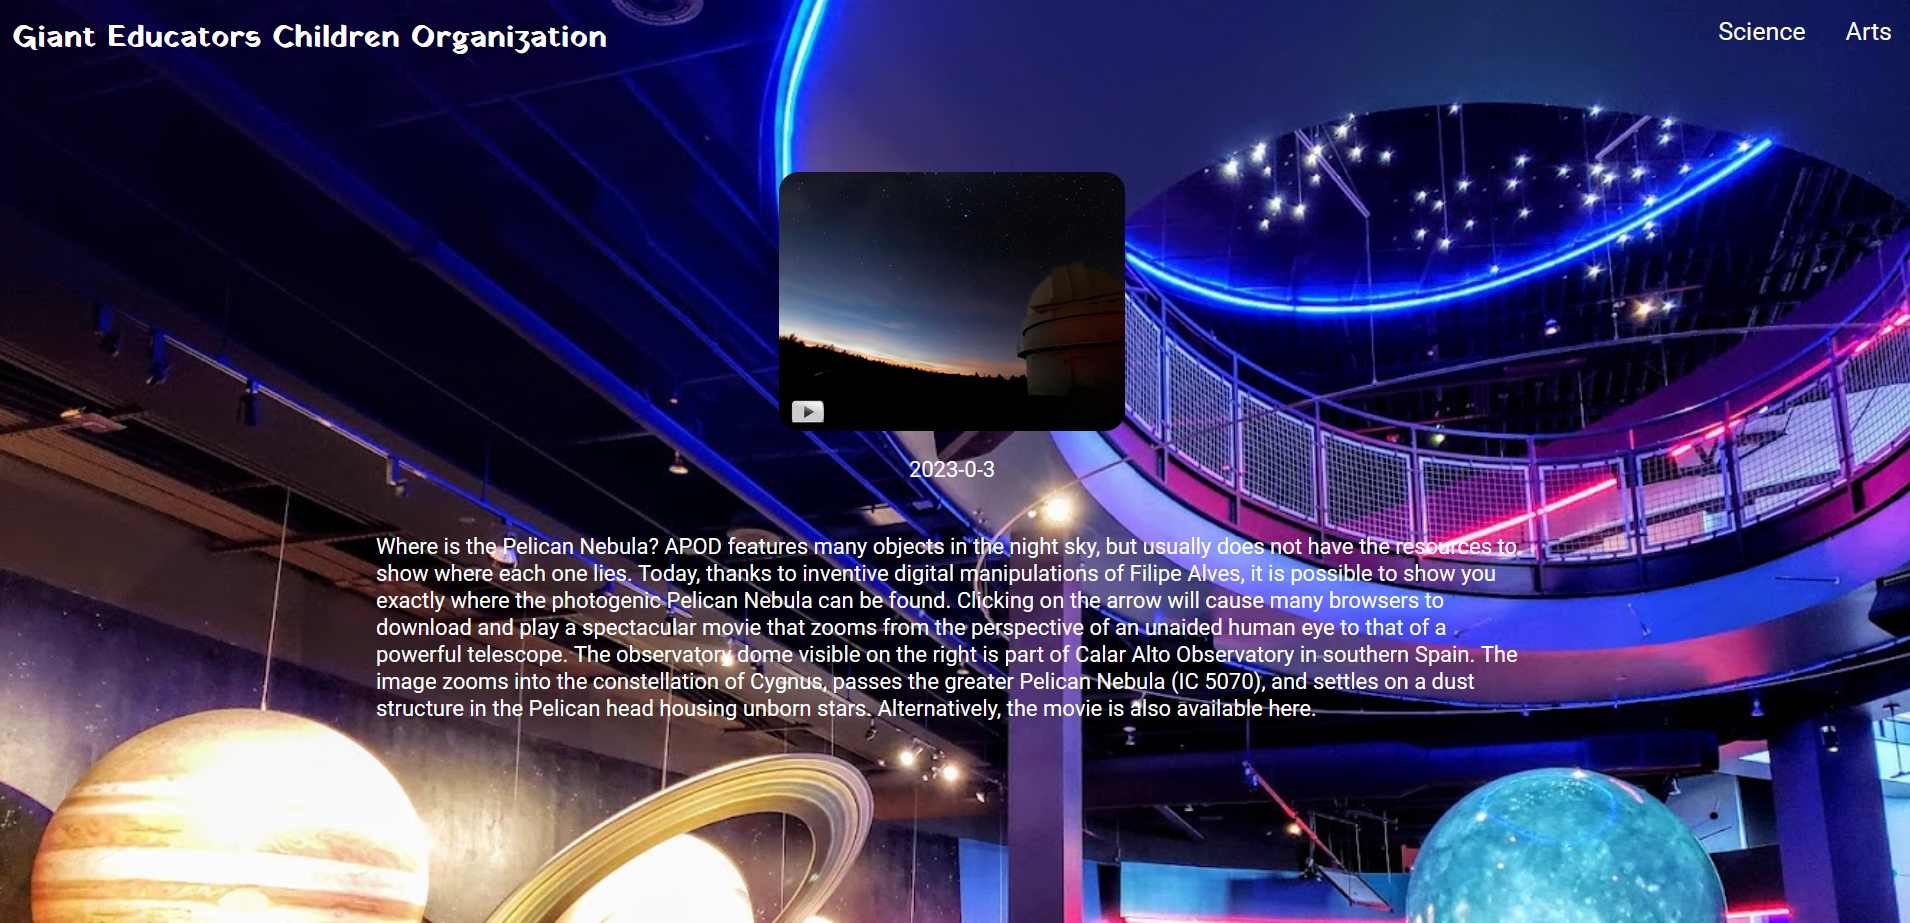 Giant Educators Children Organization
Science
Arts
2023-0-3
Where is the Pelican Nebula? APOD features many objects in the night sky, but usually does not have the resources to
show where each one lies. Today, thanks to inventive digital manipulations of Filipe Alves, it is possible to show you
exactly where the photogenic Pelican Nebula can be found. Clicking on the arrow will cause many browsers to
download and play a spectacular movie that zooms from the perspective of an unaided human eye to that of a
powerful telescope. The observatory dome visible on the right is part of Calar Alto Observatory in southern Spain. The
image zooms into the constellation of Cygnus, passes the greater Pelican Nebula (IC 5070), and settles on a dust
structure in the Pelican head housing unborn stars. Alternatively, the movie is also available here.